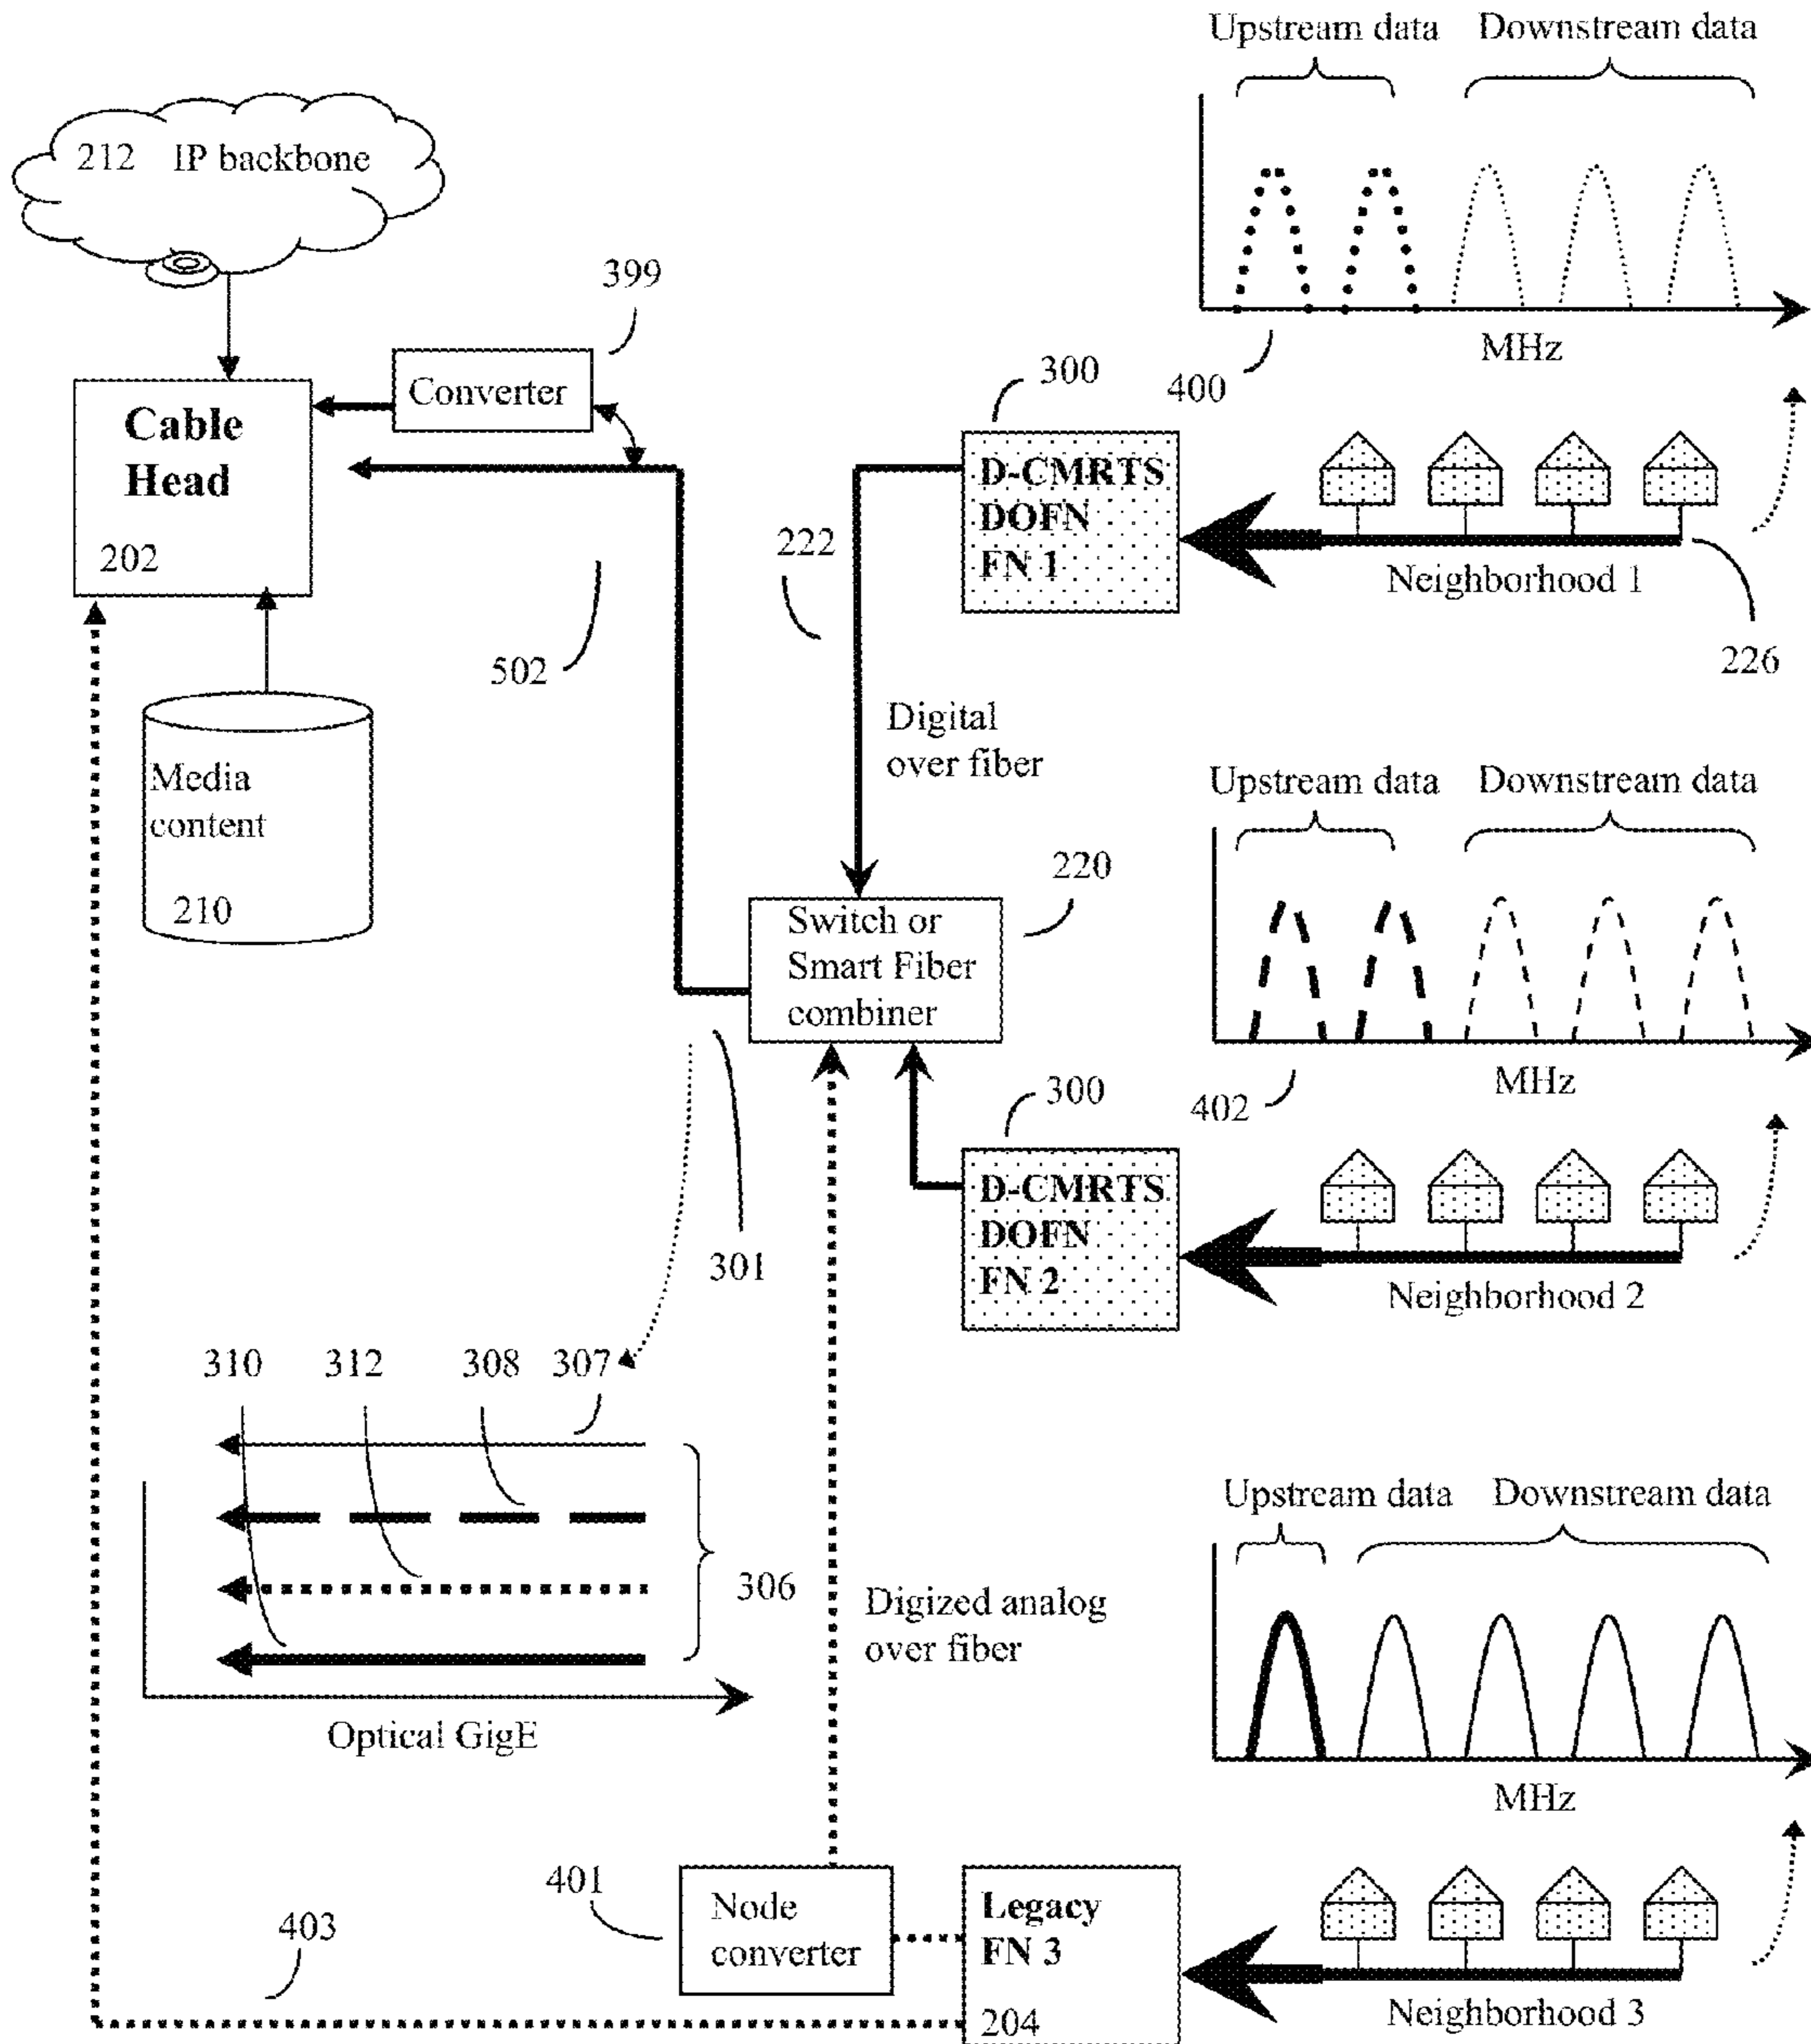 Upstream data
Downstream data
212 IP backbone
399
MHz
400
Converter
Cable
Head
202
300
D-CMRTS
DOFN
FN 1
Neighborhood 1
226
222
502
Digital
over fiber
Media
content
210
Upstream data
Downstream data
220
Switch or
Smart Fiber
combiner
MHz
402
300
D-CMRTS
DOFN
FN 2
Neighborhood 2
301
310
312
308
307
306
Optical GigE
Digized analog
over fiber
Upstream data
Downstream data
MHz
401
Node
converter
Legacy
FN 3
204
403
Neighborhood 3